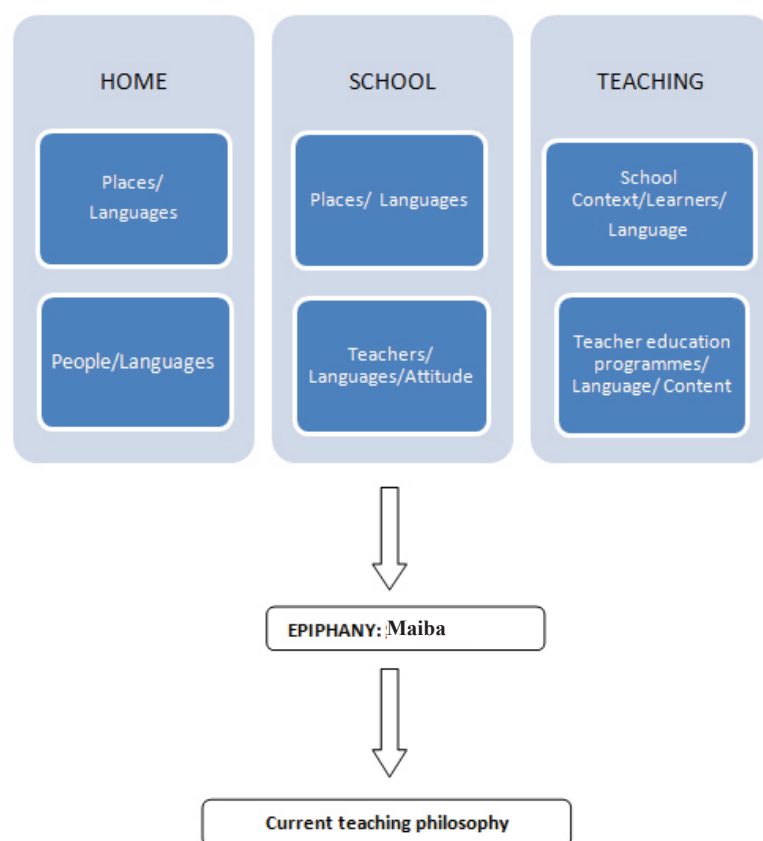 HOME
Places/
Languages
People/Languages
SCHOOL
Places/ Languages
Teachers/
Languages/Attitude
TEACHING
School
Context/Learners/
Language
Teacher education
programmes/
Language/ Content
EPIPHANY: Maiba
Current teaching philosophy